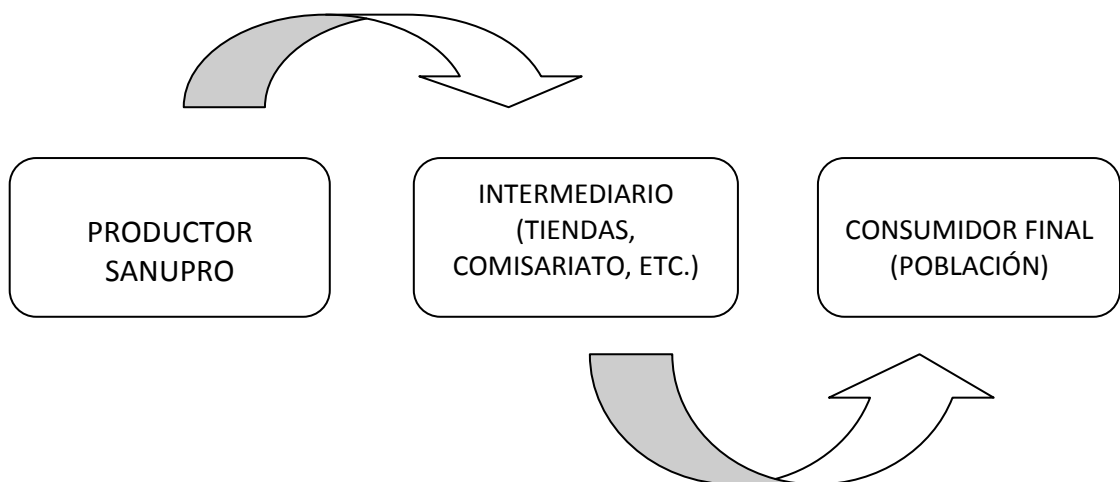 PRODUCTOR
SANUPRO
INTERMEDIARIO
(TIENDAS,
COMISARIATO, ETC.)
CONSUMIDOR FINAL
(POBLACIÓN)